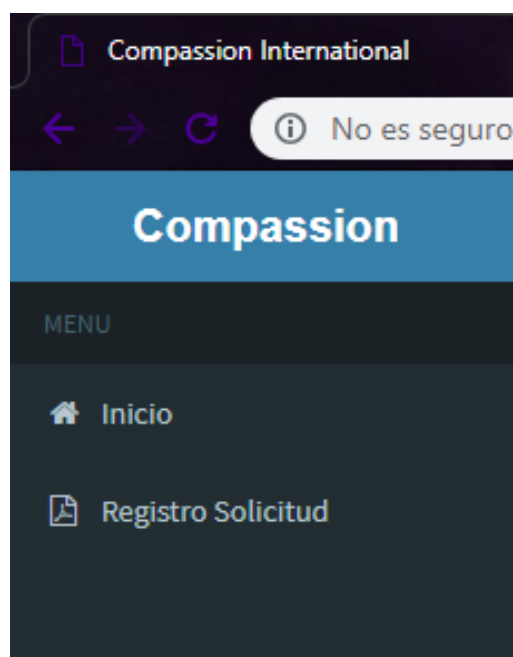 Compassion International
No es seguro
Compassion
MENU
Inicio
Registro Solicitud